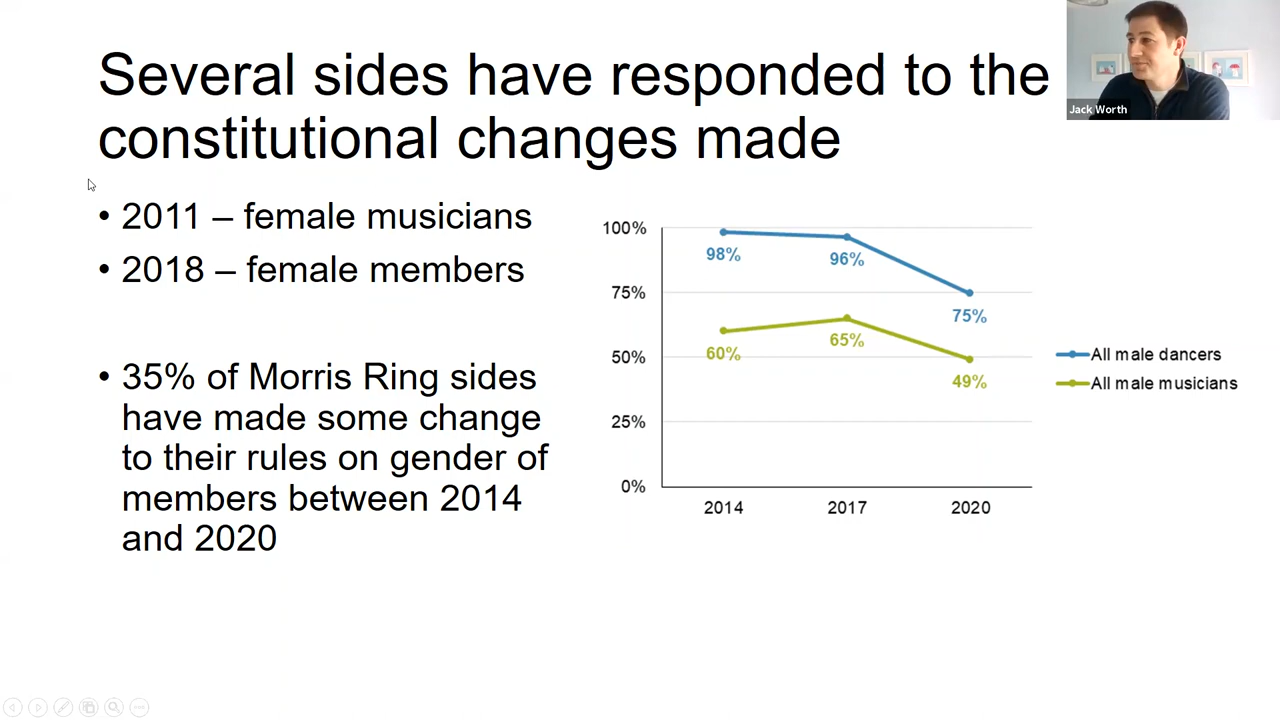 Several sides have responded to the
constitutional changes made
Jack Worth
• 2011 – female musicians
• 2018 – female members
• 35% of Morris Ring sides
have made some change
to their rules on gender of
members between 2014
and 2020
100%
75%
50%
25%
0%
98%
96%
75%
60%
65%
49%
2014
2017
2020
All male dancers
All male musicians